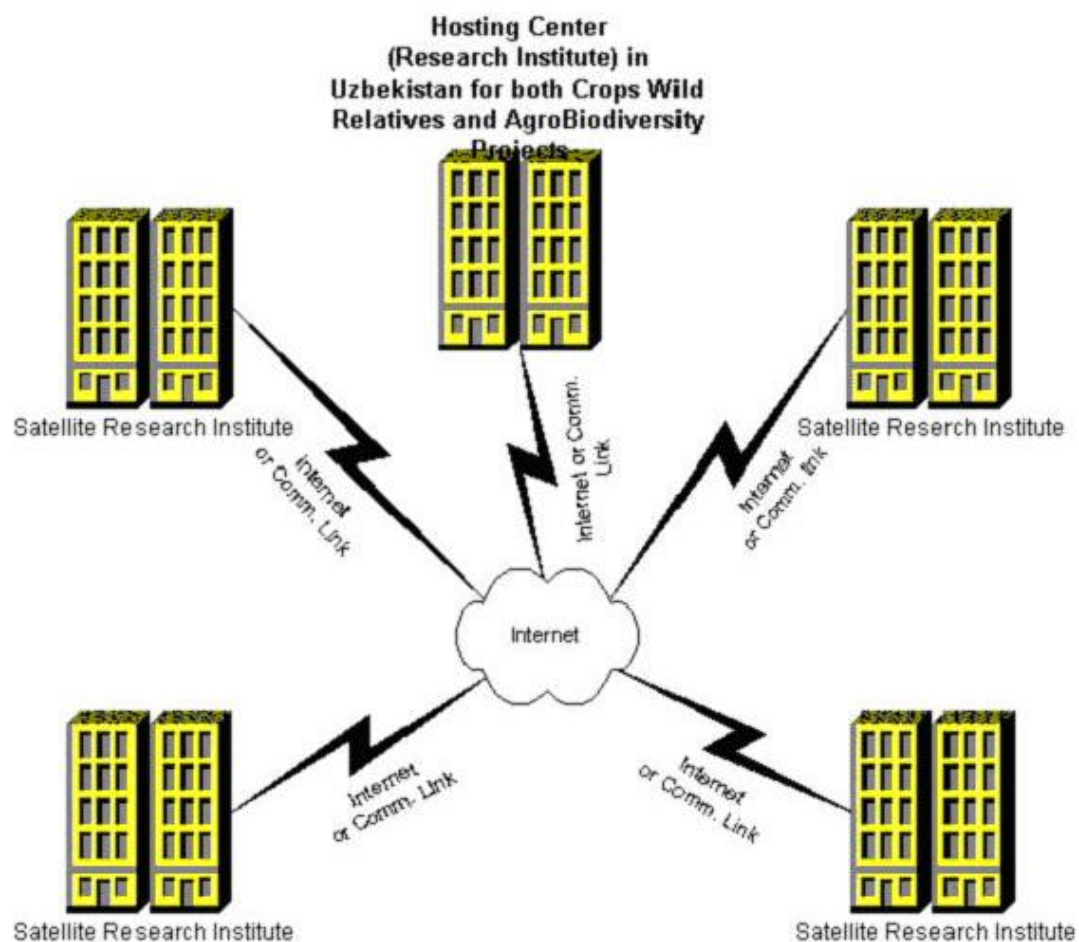 Hosting Center
(Research Institute) in
Uzbekistan for both Crops Wild
Relatives and AgroBiodiversity
Projects
Satellite Research Institute
Satellite Reserch Institute
Internet
or Comm. Link
Internet or Comm.
Link
Internet
or Comm. link
Internet
Internet
or Comm. Link
Internet
or Comm. Link
Satellite Research Institute
Satellite Research Institute